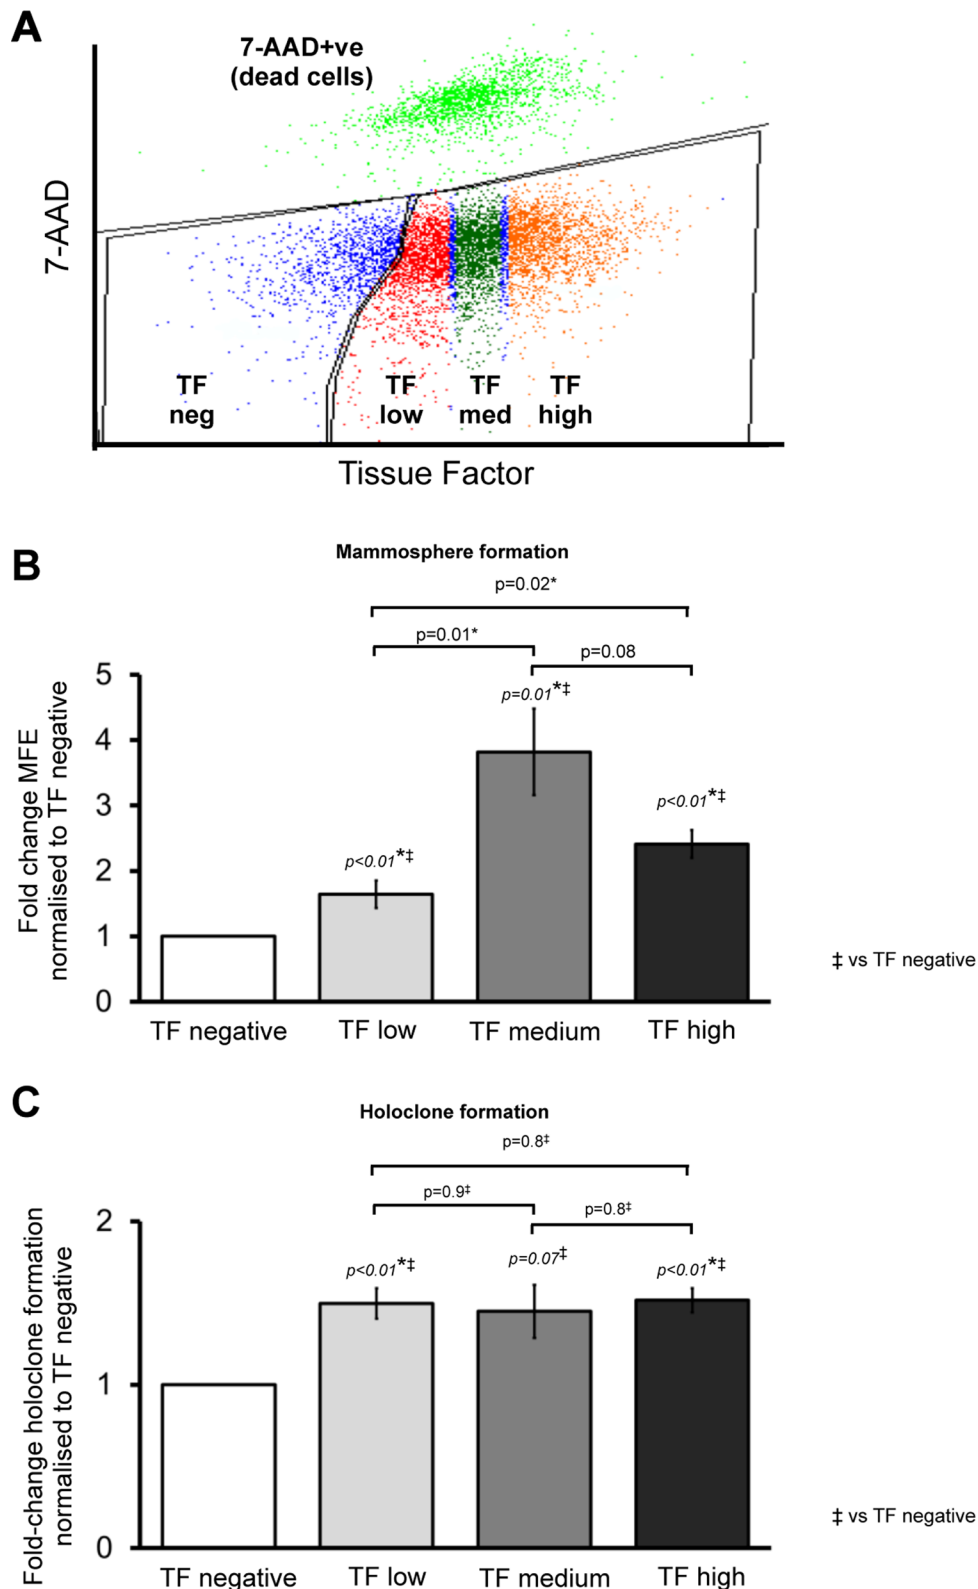 A
7-AAD+ve
(dead cells)
7-AAD
TF
neg
TF
low
TF
med
TF
high
Tissue Factor
B
Mammosphere formation
p=0.02*
p=0.01*
p=0.08
Fold change MFE
normalised to TF negative
5
4
3
2
1
0
p<0.01*‡
p=0.01*‡
p<0.01*‡
‡ vs TF negative
TF negative
TF low
TF medium
TF high
C
Holoclone formation
p=0.8‡
p=0.9‡
p=0.8‡
Fold-change holoclone formation
normalised to TF negative
2
1
0
p<0.01*‡
p=0.07‡
p<0.01*‡
‡ vs TF negative
TF negative
TF low
TF medium
TF high